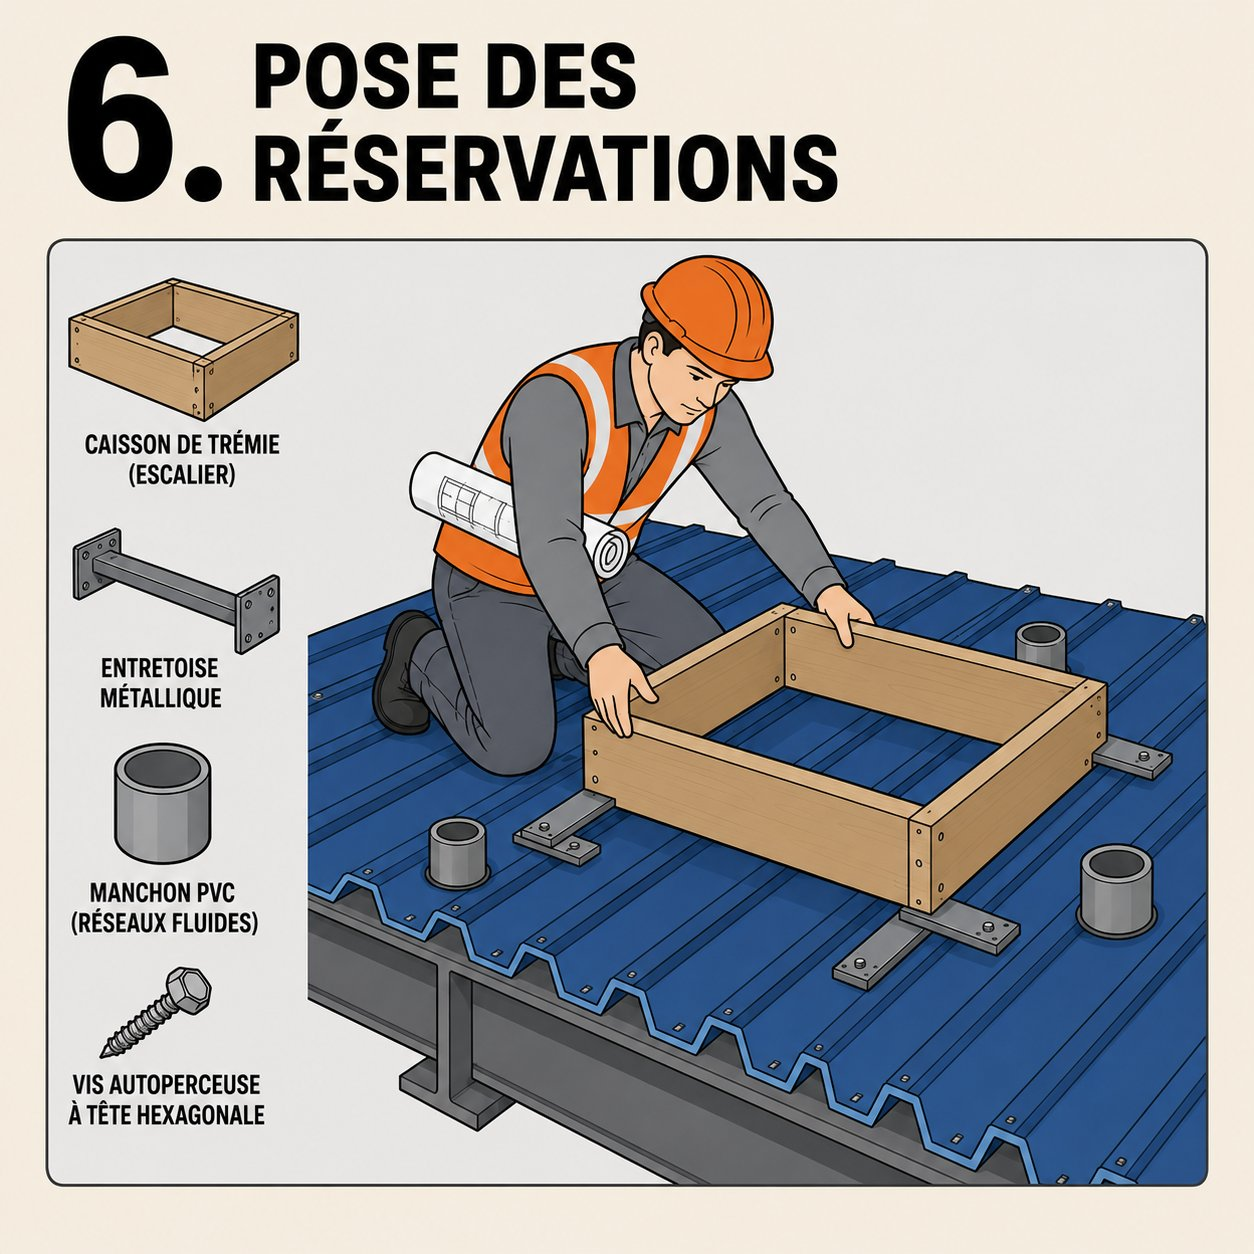 6. POSE DES
RÉSERVATIONS
CAISSON DE TRÉMIE
(ESCALIER)
ENTRETOISE
MÉTALLIQUE
MANCHON PVC
(RÉSEAUX FLUIDES)
VIS AUTOPERCEUSE
À TÊTE HEXAGONALE